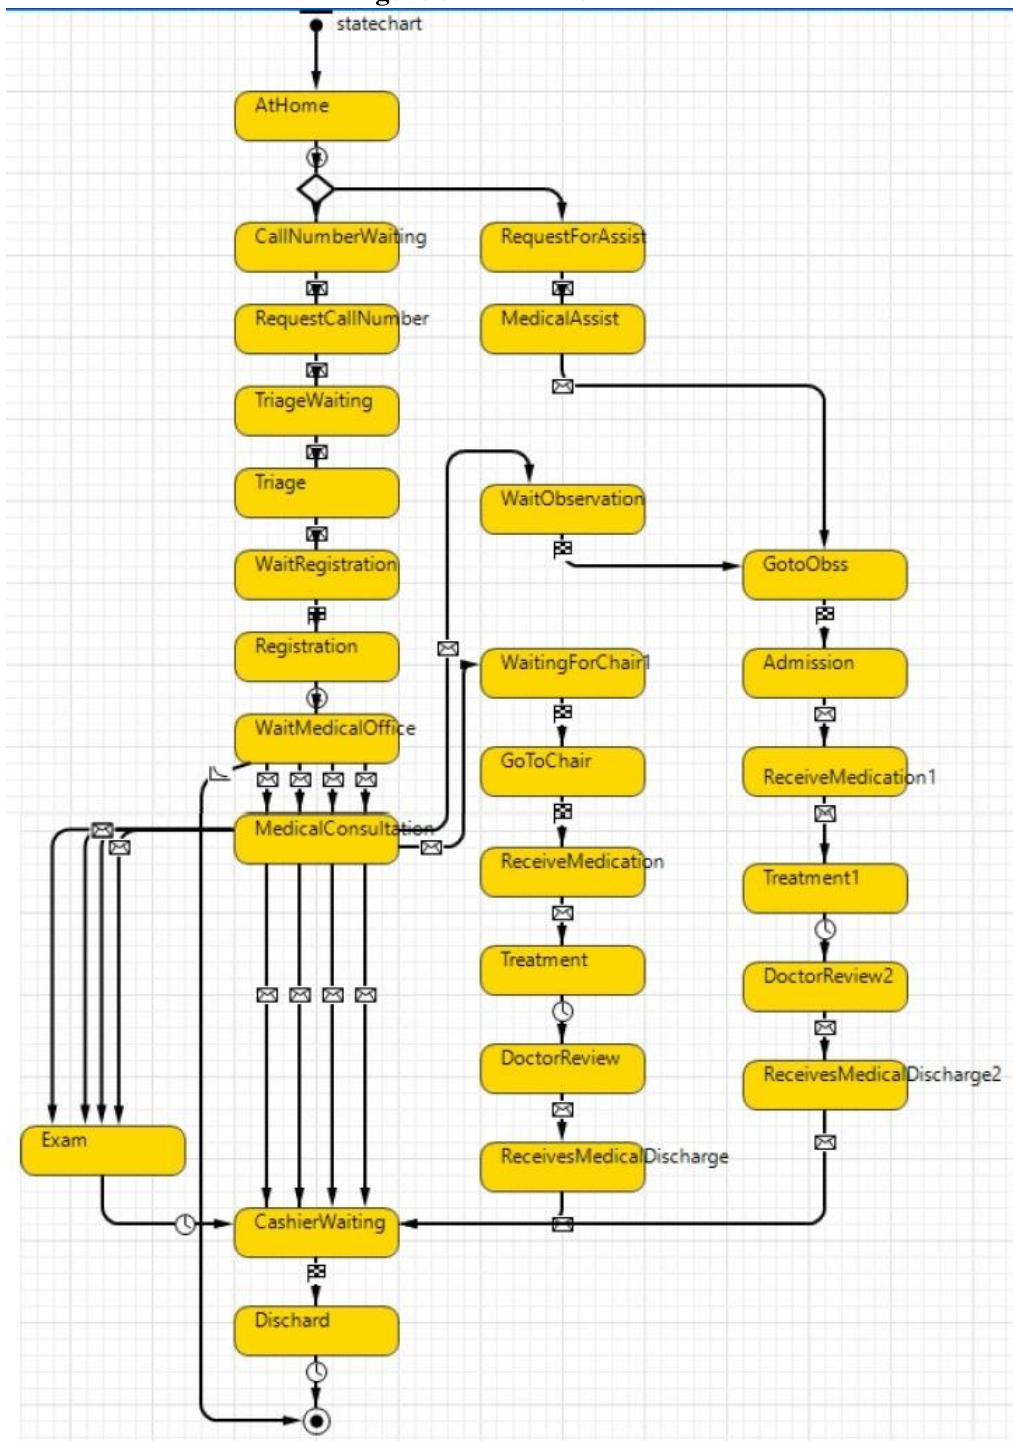 statechart
AtHome
CallNumberWaiting
RequestForAssist
RequestCallNumber
MedicalAssist
TriageWaiting
Triage
WaitObservation
WaitRegistration
GotoObss
Registration
WaitingForChair1
Admission
WaitMedicalOffice
GoToChair
ReceiveMedication1
MedicalConsultation
ReceiveMedication
Treatment1
Treatment
DoctorReview2
DoctorReview
ReceivesMedicalDischarge2
Exam
ReceivesMedicalDischarge
CashierWaiting
Dischard